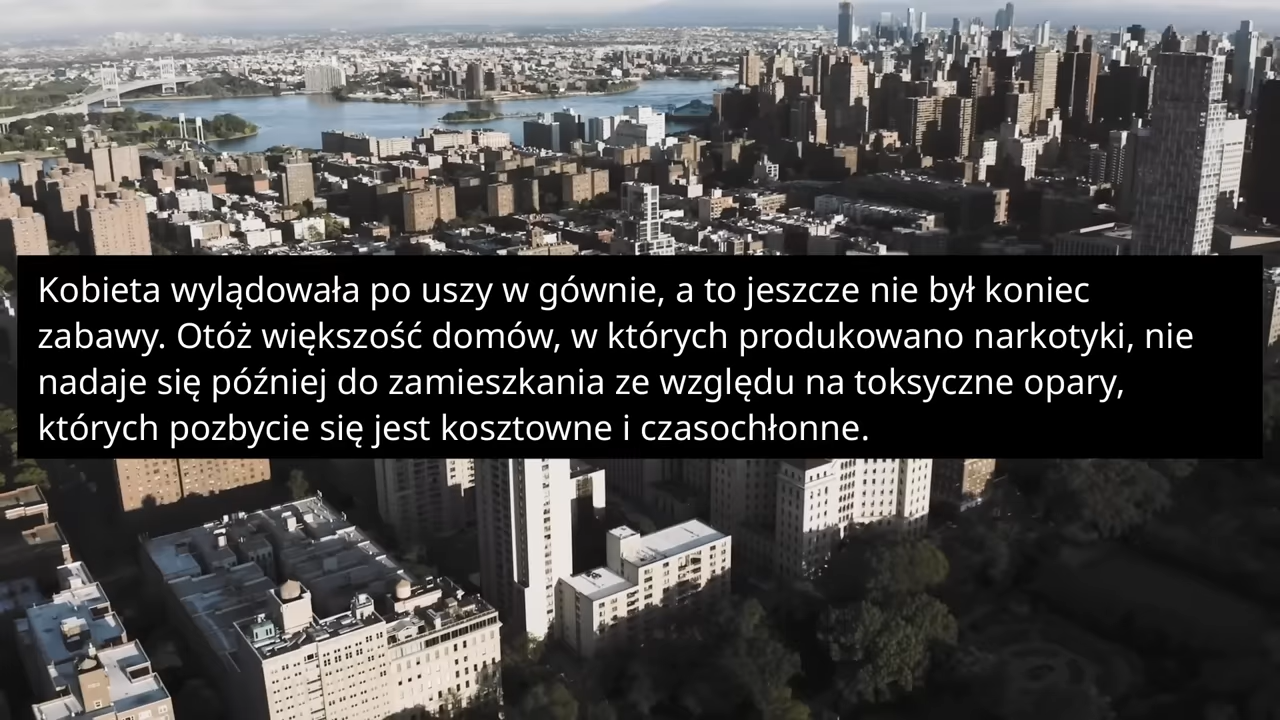 Kobieta wylądowała po uszy w gównie, a to jeszcze nie był koniec
zabawy. Otóż większość domów, w których produkowano narkotyki, nie
nadaje się później do zamieszkania ze względu na toksyczne opary,
których pozbycie się jest kosztowne i czasochłonne.